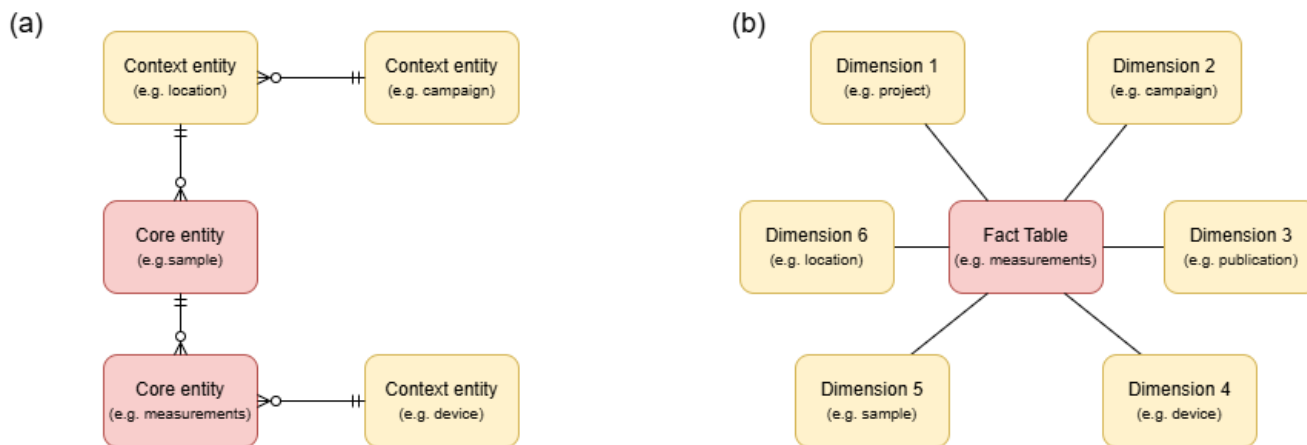 (a)
Context entity
(e.g. location)
Context entity
(e.g. campaign)
Core entity
(e.g.sample)
Core entity
(e.g. measurements)
Context entity
(e.g. device)
(b)
Dimension 1
(e.g. project)
Dimension 2
(e.g. campaign)
Dimension 6
(e.g. location)
Fact Table
(e.g. measurements)
Dimension 3
(e.g. publication)
Dimension 5
(e.g. sample)
Dimension 4
(e.g. device)